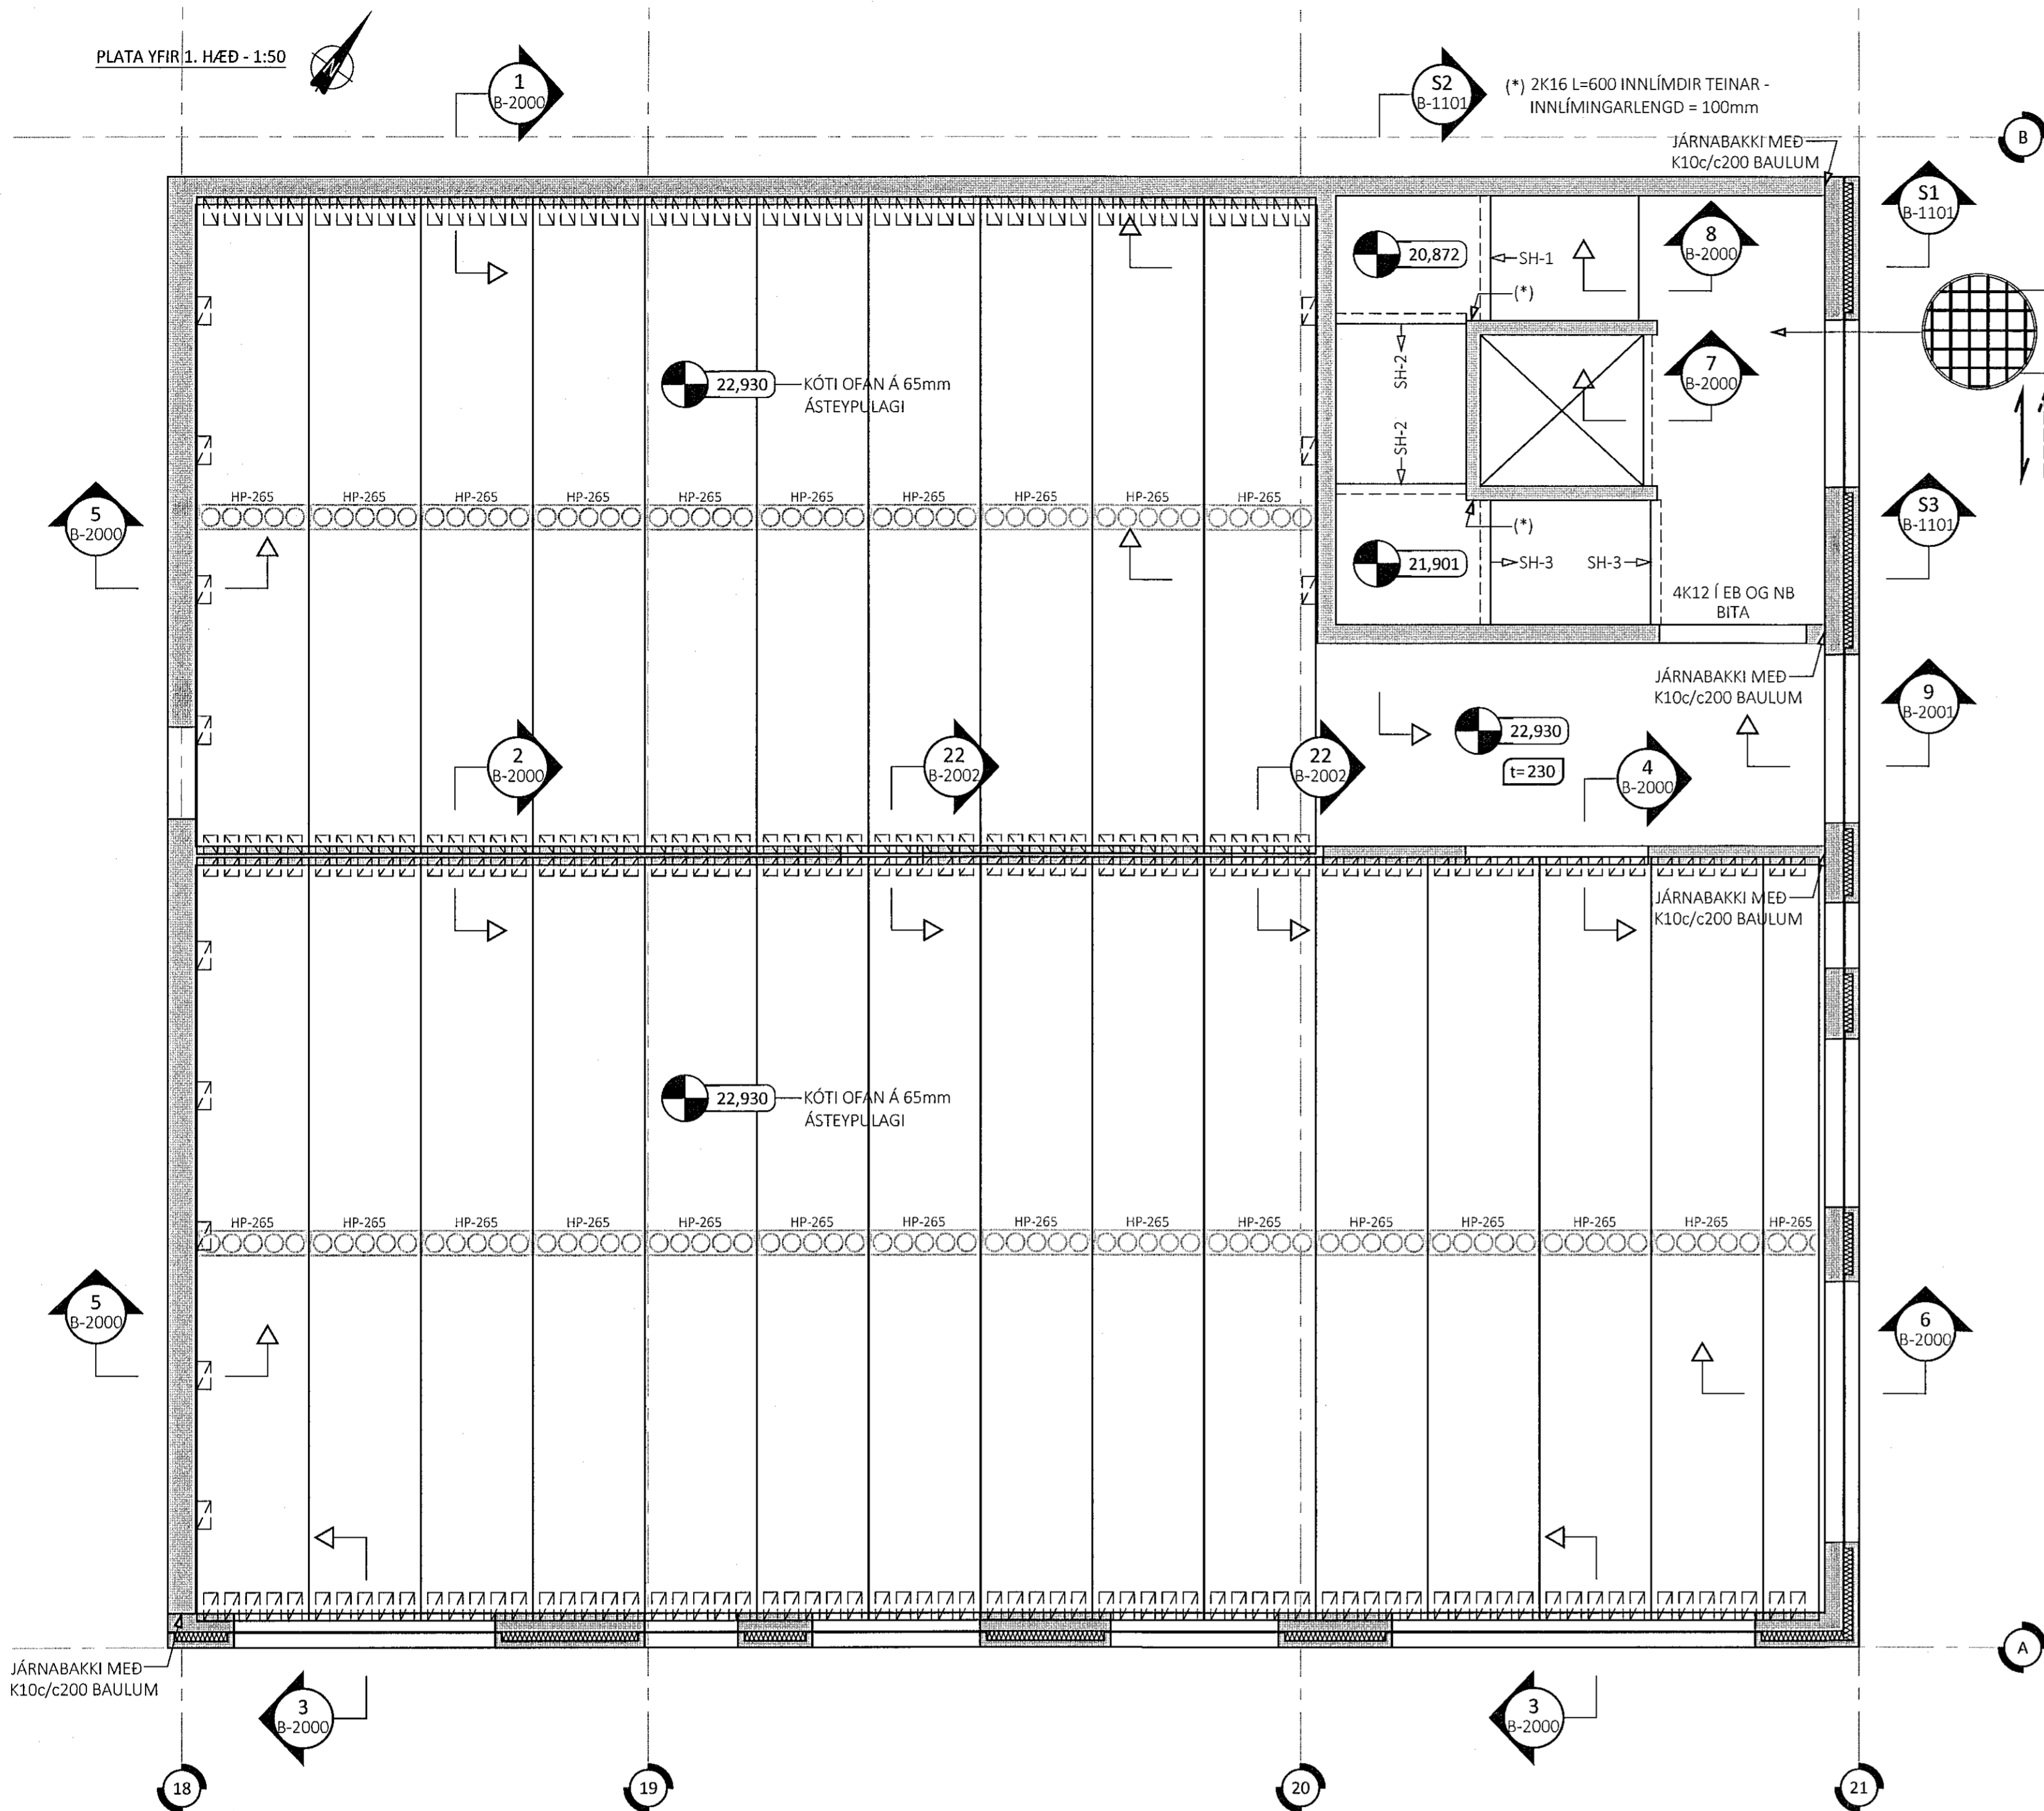 PLATA YFIR 1. HÆÐ - 1:50
N
1
B-2000
S2
B-1101
(*) 2K16 L=600 INNLÍMDIR TEINAR -
INNLÍMINGARLENGD = 100mm
JÁRNABAKKI MEÐ
K10c/c200 BAULUM
B
S1
B-1101
8
B-2000
20,872
SH-1
(*)
7
B-2000
SH-2
SH-2
22,930
KÓTI OFAN Á 65mm
ÁSTEYPULAGI
5
B-2000
HP-265 HP-265 HP-265 HP-265 HP-265 HP-265 HP-265 HP-265 HP-265 HP-265
S3
B-1101
(*)
21,901
SH-3
SH-3
4K12 Í EB OG NB
BITA
JÁRNABAKKI MEÐ
K10c/c200 BAULUM
9
B-2001
22,930
t=230
2
B-2000
22
B-2002
22
B-2002
4
B-2000
JÁRNABAKKI MEÐ
K10c/c200 BAULUM
22,930
KÓTI OFAN Á 65mm
ÁSTEYPULAGI
HP-265 HP-265 HP-265 HP-265 HP-265 HP-265 HP-265 HP-265 HP-265 HP-265 HP-265 HP-265 HP-265 HP-265 HP-265
5
B-2000
6
B-2000
JÁRNABAKKI MEÐ
K10c/c200 BAULUM
A
3
B-2000
3
B-2000
18
19
20
21